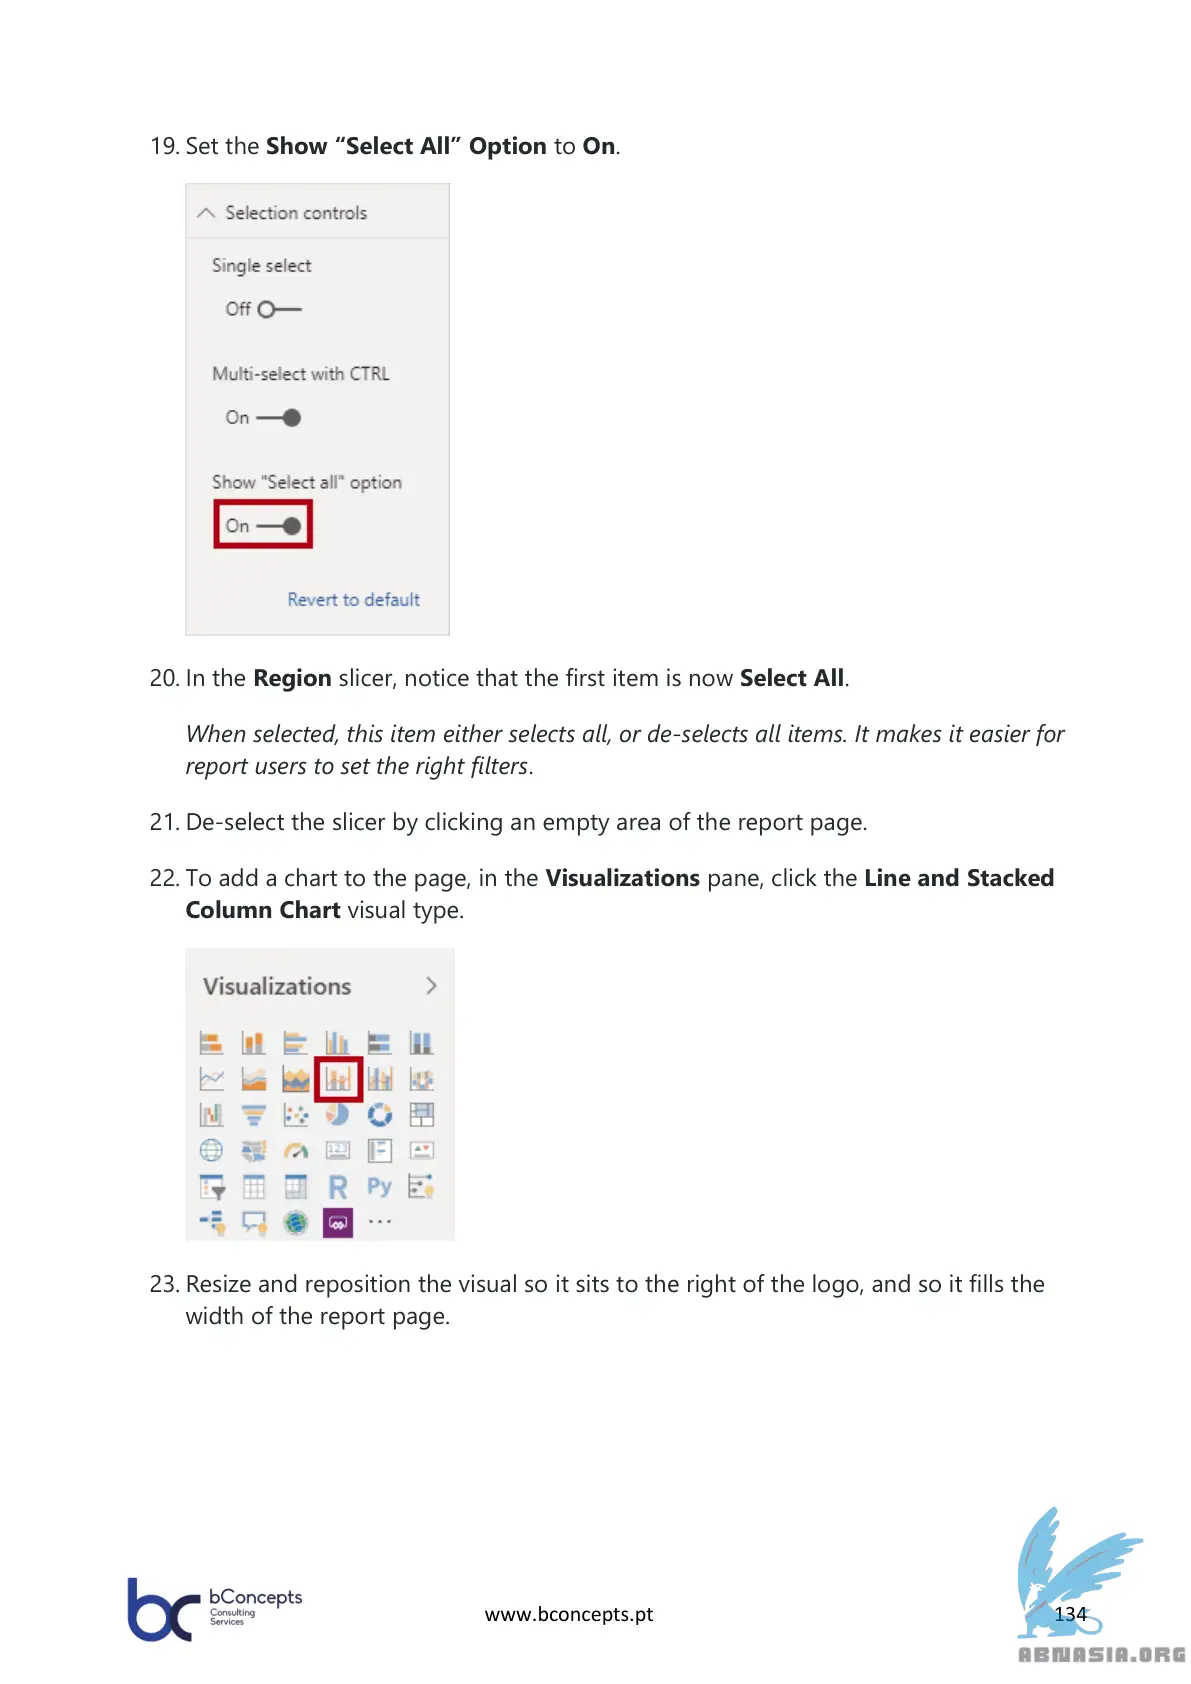 19. Set the Show “Select All” Option to On.
Selection controls
Single select
Off
Multi-select with CTRL
On
Show "Select all" option
On
Revert to default
20. In the Region slicer, notice that the first item is now Select All.
When selected, this item either selects all, or de-selects all items. It makes it easier for
report users to set the right filters.
21. De-select the slicer by clicking an empty area of the report page.
22. To add a chart to the page, in the Visualizations pane, click the Line and Stacked
Column Chart visual type.
Visualizations
123
R Py
...
23. Resize and reposition the visual so it sits to the right of the logo, and so it fills the
width of the report page.
bc bConcepts
Consulting
Services
www.bconcepts.pt
134
ABNASIA.ORG